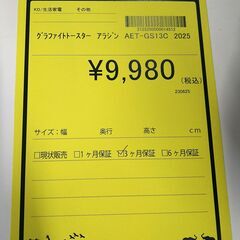 KD/生活家電 その他
ｸﾞﾗﾌｧｲﾄﾄｰｽﾀｰ ｱﾗｼﾞﾝ AET-GS13C 2025
¥9,980
(税込)
230625
サイズ：幅 奥行 高さ cm
□現状販売 □1ヶ月保証 ☑3ヶ月保証 □6ヶ月保証